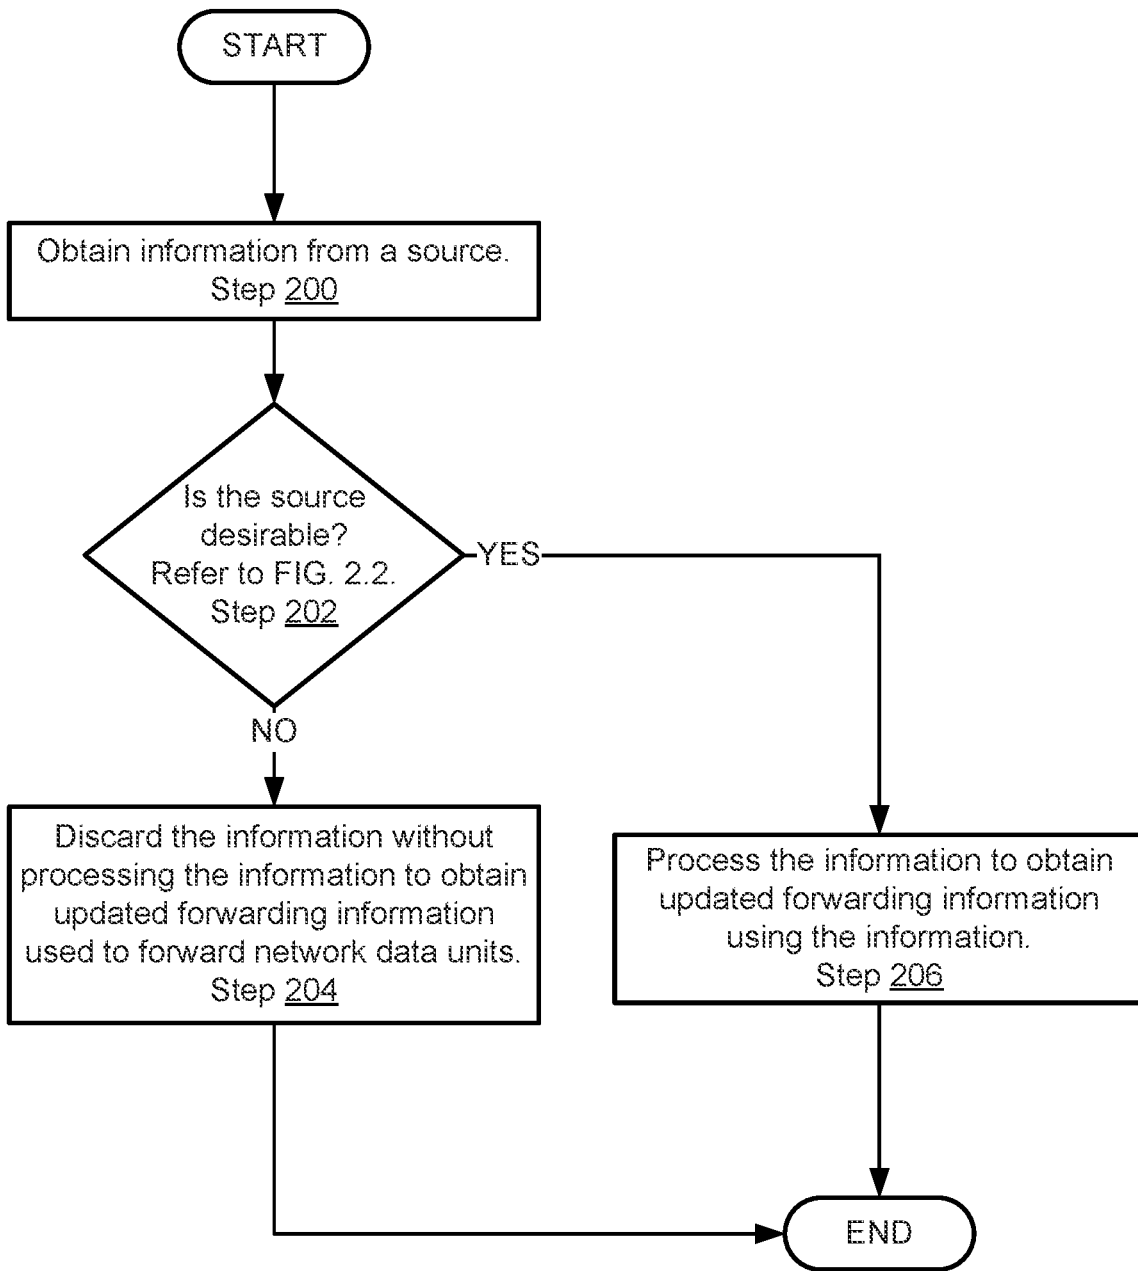 START
Obtain information from a source.
Step 200
Is the source
desirable?
Refer to FIG. 2.2.
Step 202
YES
NO
Discard the information without
processing the information to obtain
updated forwarding information
used to forward network data units.
Step 204
Process the information to obtain
updated forwarding information
using the information.
Step 206
END